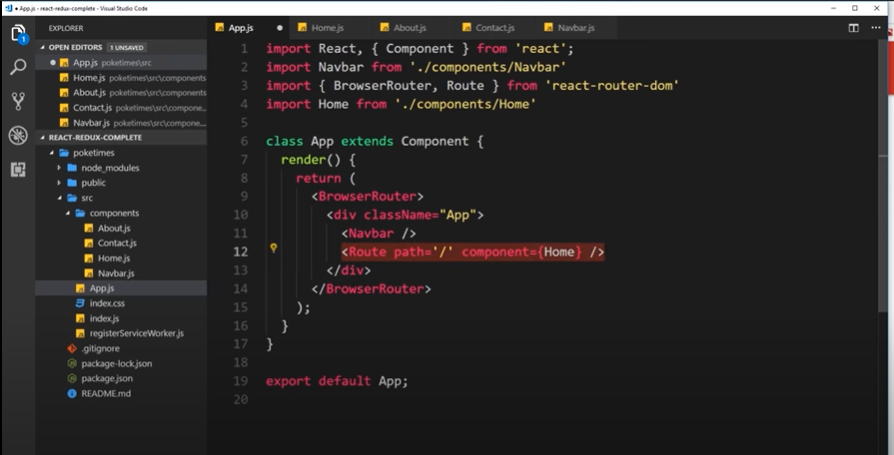 App.js - react-redux-complete - Visual Studio Code
EXPLORER
OPEN EDITORS 1 UNSAVED
App.js poketimes\src
Home.js poketimes\src\components
About.js poketimes\src\components
Contact.js poketimes\src\compone...
Navbar.js poketimes\src\compone...
REACT-REDUX-COMPLETE
poketimes
node_modules
public
src
components
About.js
Contact.js
Home.js
Navbar.js
App.js
index.css
index.js
registerServiceWorker.js
.gitignore
package-lock.json
package.json
README.md
1
App.js Home.js About.js Contact.js Navbar.js
1 import React, { Component } from 'react';
2 import Navbar from './components/Navbar'
3 import { BrowserRouter, Route } from 'react-router-dom'
4 import Home from './components/Home'
5
6 class App extends Component {
7 render() {
8 return (
9 <BrowserRouter>
10 <div className="App">
11 <Navbar />
12 <Route path='/' component={Home} />
13 </div>
14 </BrowserRouter>
15 );
16 }
17 }
18
19 export default App;
20